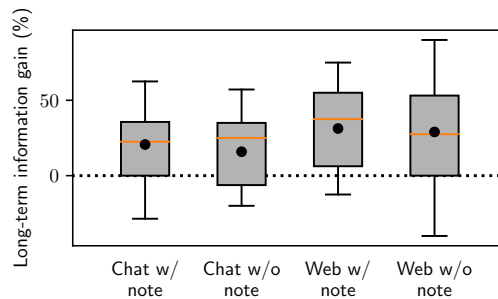 Long-term information gain (%)
50
0
Chat w/
note
Chat w/o
note
Web w/
note
Web w/o
note